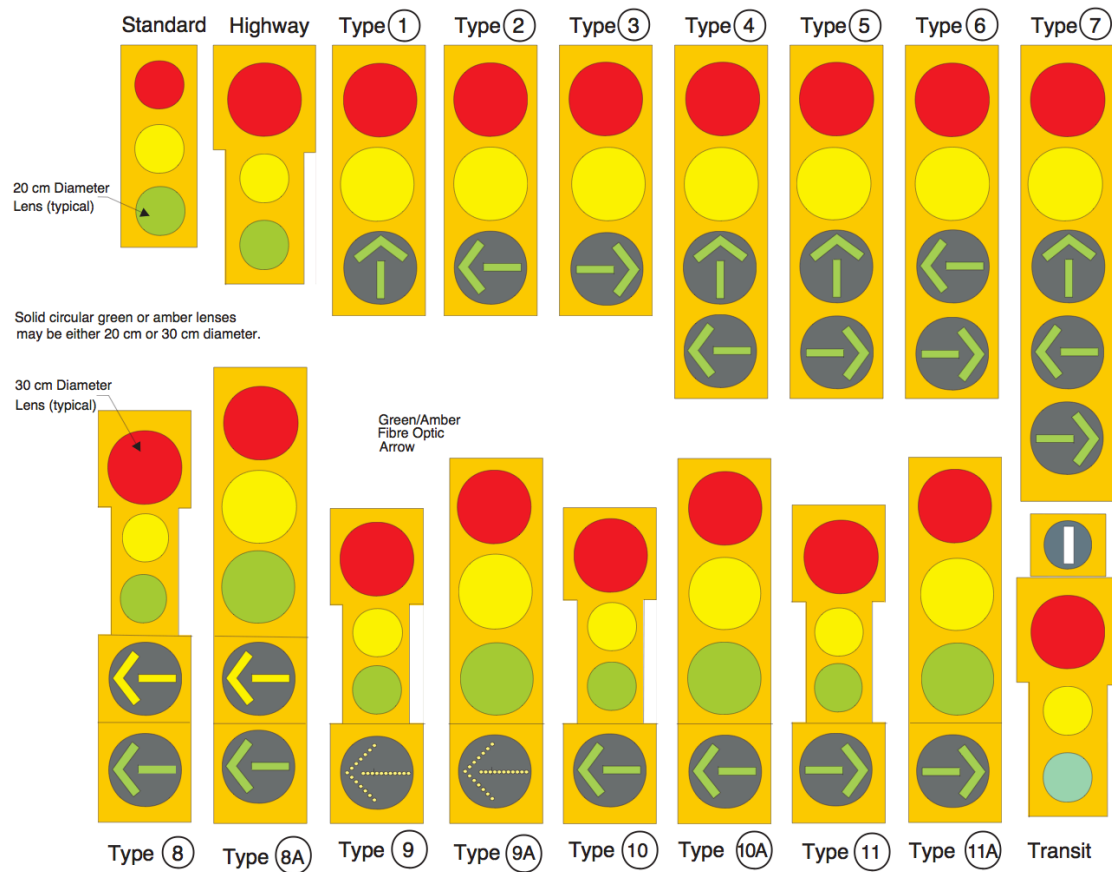 Standard
Highway
Type 1
Type 2
Type 3
Type 4
Type 5
Type 6
Type 7
20 cm Diameter
Lens (typical)
Solid circular green or amber lenses
may be either 20 cm or 30 cm diameter.
30 cm Diameter
Lens (typical)
Green/Amber
Fibre Optic
Arrow
Type 8
Type 8A
Type 9
Type 9A
Type 10
Type 10A
Type 11
Type 11A
Transit